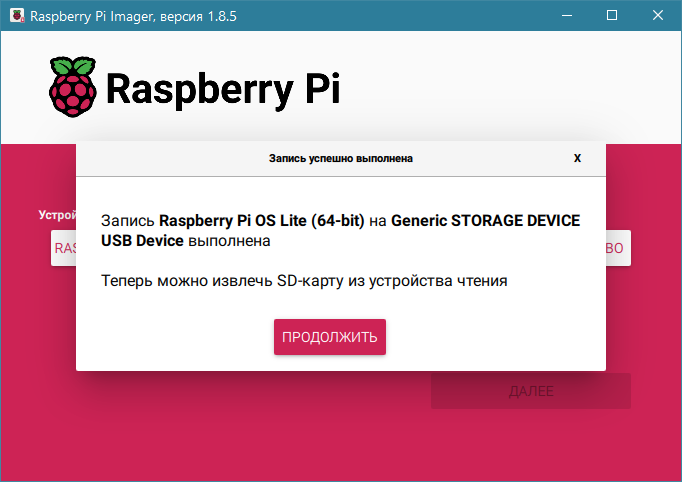 Raspberry Pi Imager, версия 1.8.5
Raspberry Pi
Запись успешно выполнена
X
Запись Raspberry Pi OS Lite (64-bit) на Generic STORAGE DEVICE
USB Device выполнена
Теперь можно извлечь SD-карту из устройства чтения
ПРОДОЛЖИТЬ
ДАЛЕЕ